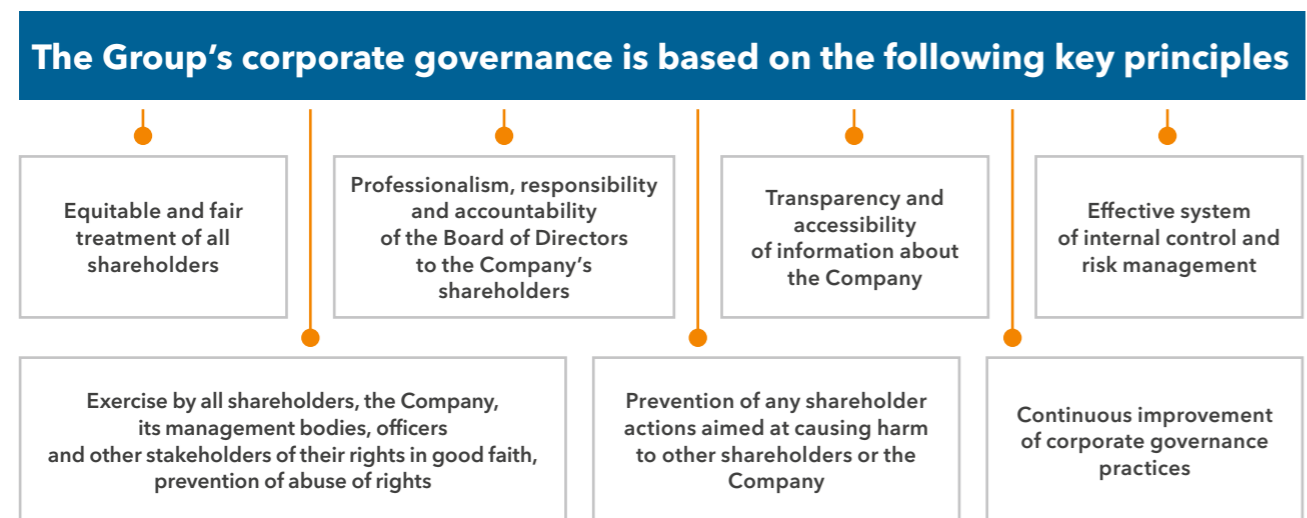 The Group’s corporate governance is based on the following key principles
Equitable and fair
treatment of all
shareholders
Professionalism, responsibility
and accountability
of the Board of Directors
to the Company’s
shareholders
Transparency and
accessibility
of information about
the Company
Effective system
of internal control and
risk management
Exercise by all shareholders, the Company,
its management bodies, officers
and other stakeholders of their rights in good faith,
prevention of abuse of rights
Prevention of any shareholder
actions aimed at causing harm
to other shareholders or the
Company
Continuous improvement
of corporate governance
practices